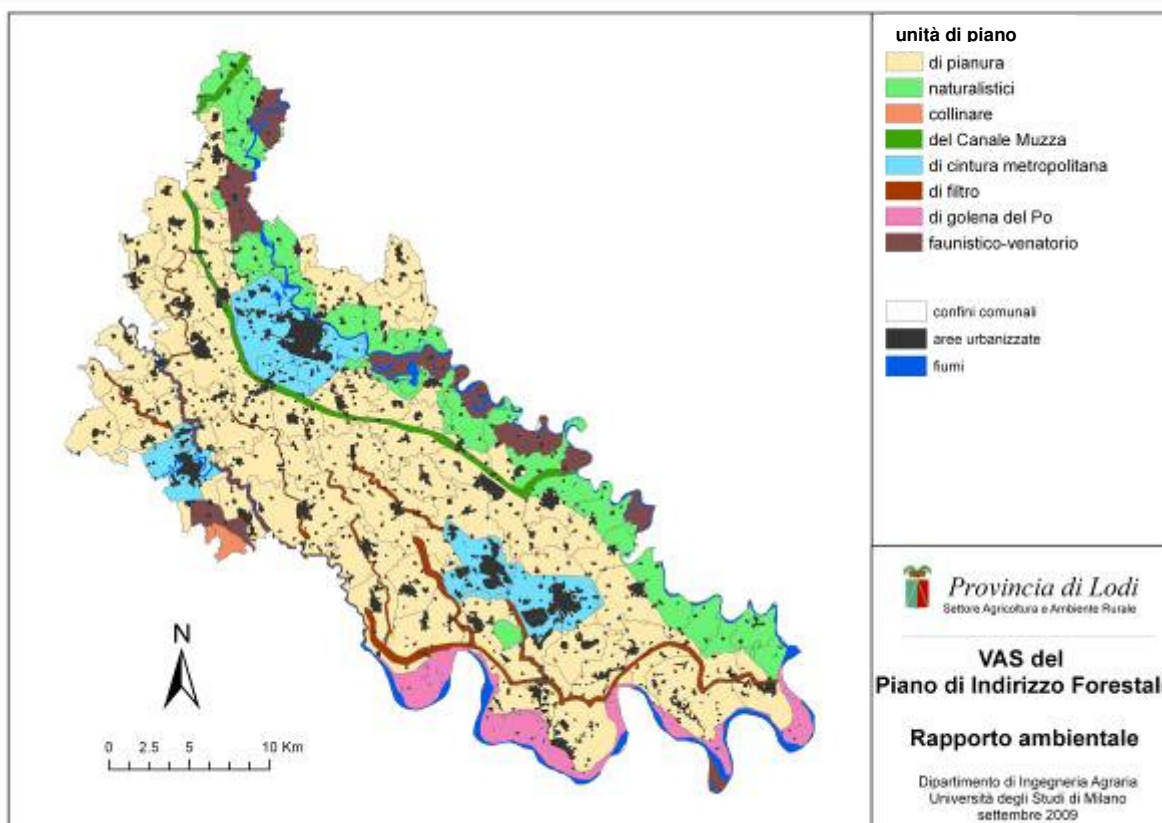 unità di piano
di pianura
naturalistici
collinare
del Canale Muzza
di cintura metropolitana
di filtro
di golena del Po
faunistico-venatorio
confini comunali
aree urbanizzate
fiumi
N
0 2.5 5 10 Km
Provincia di Lodi
Settore Agricoltura e Ambiente Rurale
VAS del
Piano di Indirizzo Forestale
Rapporto ambientale
Dipartimento di Ingegneria Agraria
Università degli Studi di Milano
settembre 2009